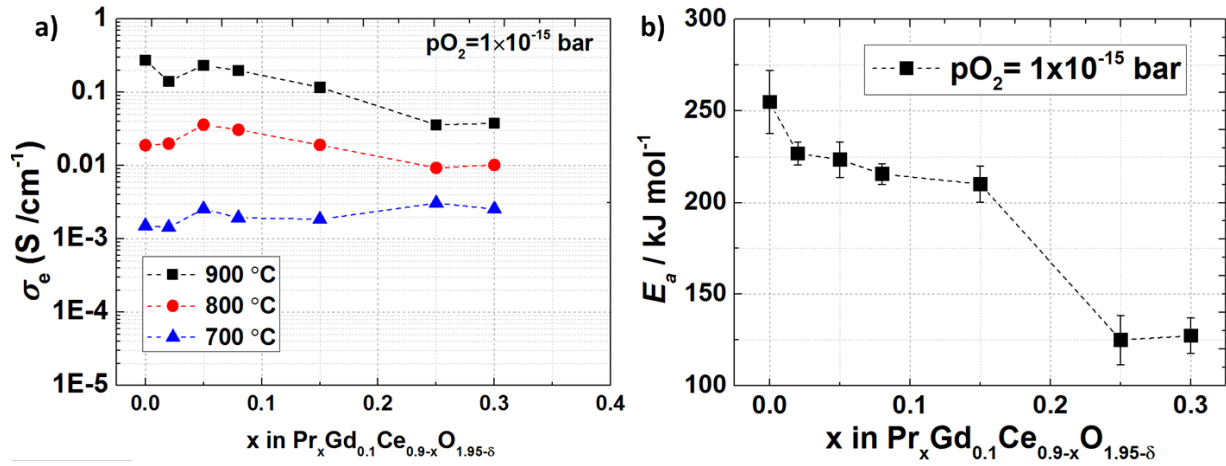 a)
pO₂=1×10⁻¹⁵ bar
1
0.1
0.01
1E-3
1E-4
1E-5
σₑ (S /cm⁻¹)
900 °C
800 °C
700 °C
0.0 0.1 0.2 0.3 0.4
x in PrₓGd₀.₁Ce₀.₉₋ₓO₁.₉₅₋δ
b)
pO₂= 1x10⁻¹⁵ bar
300
250
200
150
100
Eₐ / kJ mol⁻¹
0.0 0.1 0.2 0.3
x in PrₓGd₀.₁Ce₀.₉₋ₓO₁.₉₅₋δ